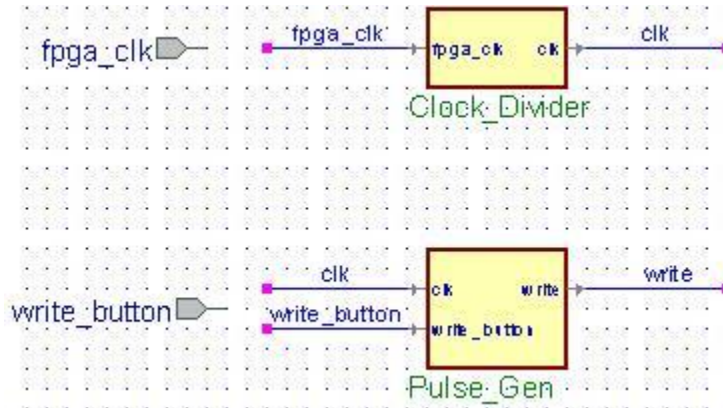 fpga_clk fpga_clk fpga_clk clk clk
Clock_Divider
clk clk write write
write_button write_button write_button
Pulse_Gen